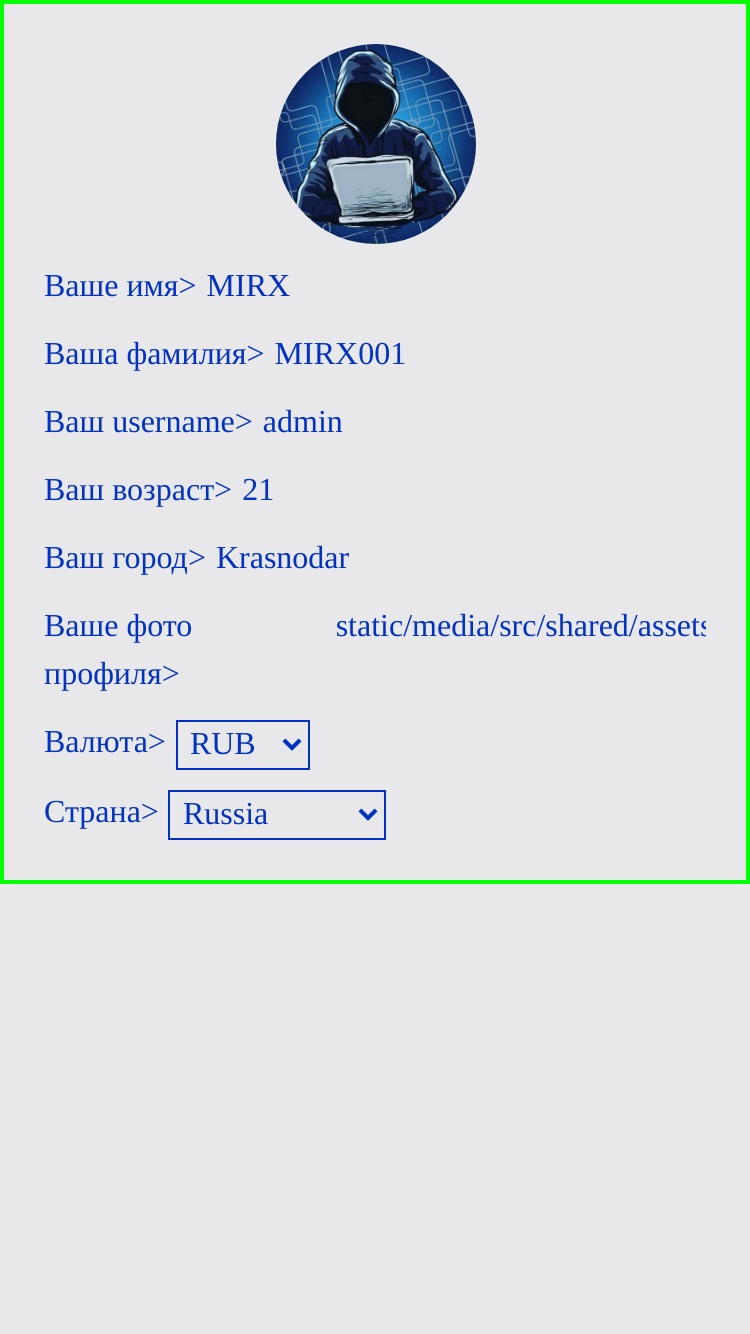 Ваше имя> MIRX
Ваша фамилия> MIRX001
Ваш username> admin
Ваш возраст> 21
Ваш город> Krasnodar
Ваше фото static/media/src/shared/assets
профиля>
Валюта> RUB
Страна> Russia